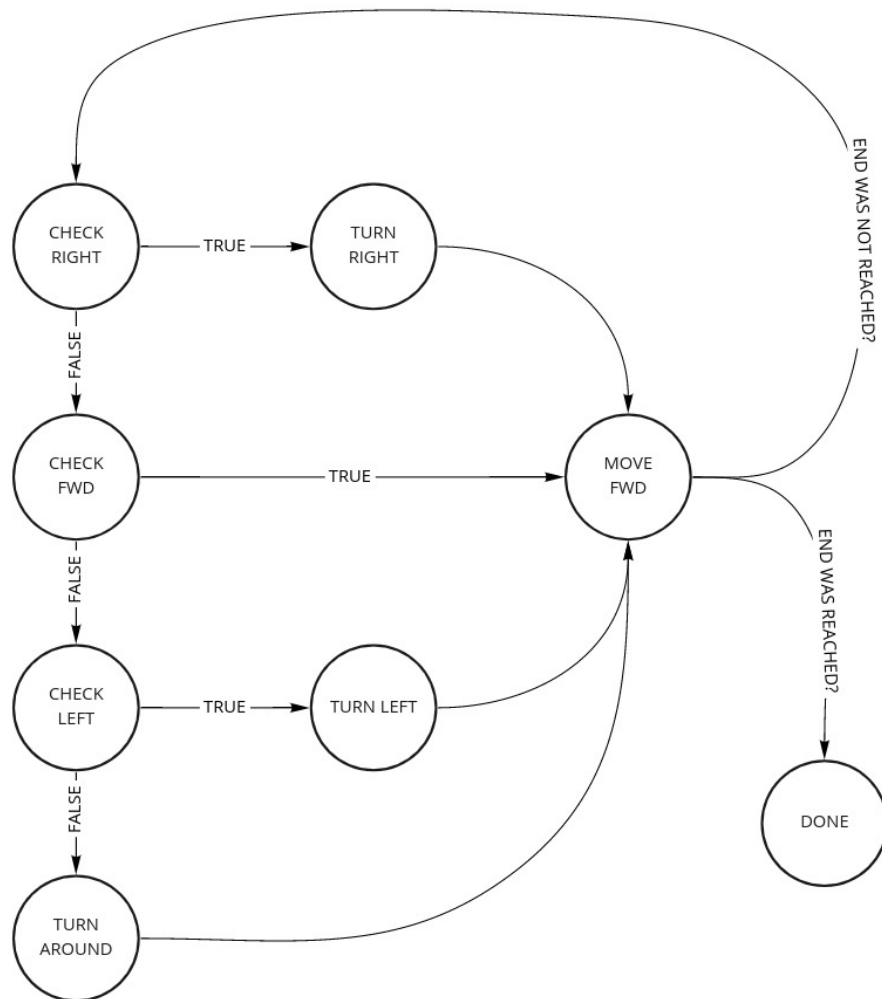 CHECK
RIGHT
TRUE
TURN
RIGHT
END WAS NOT REACHED?
FALSE
CHECK
FWD
TRUE
MOVE
FWD
FALSE
END WAS REACHED?
CHECK
LEFT
TRUE
TURN LEFT
FALSE
DONE
TURN
AROUND